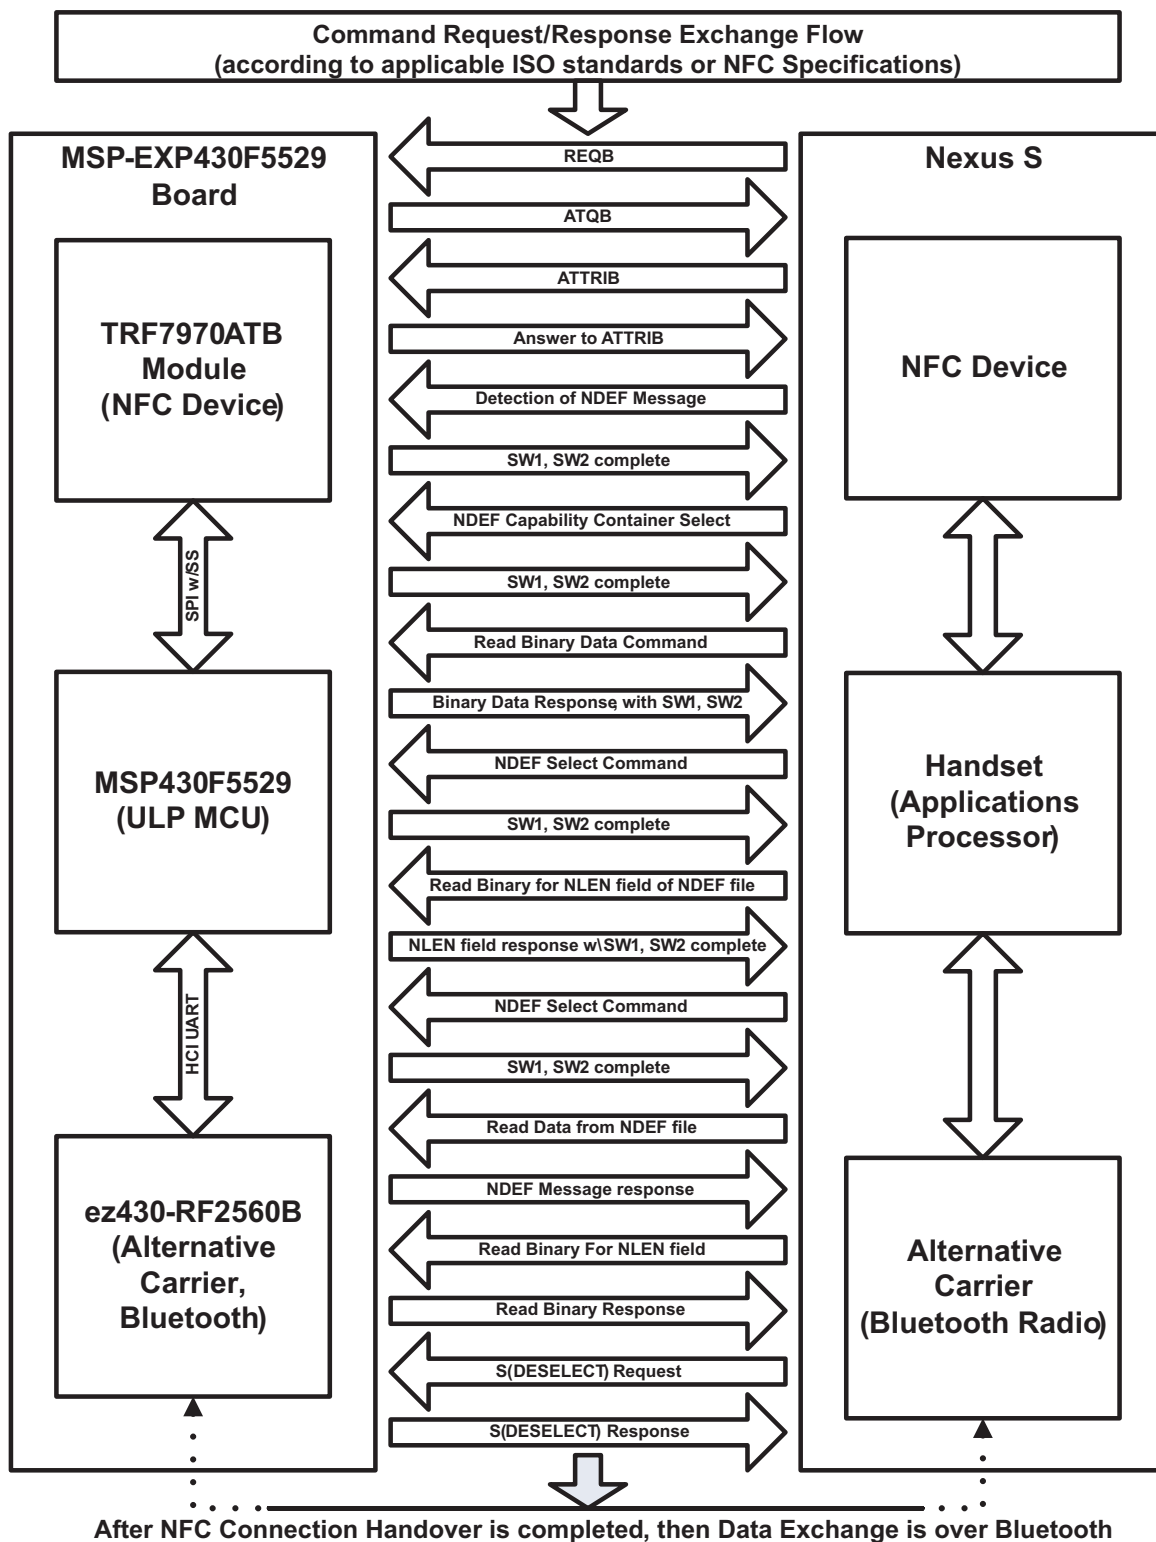 Command Request/Response Exchange Flow
(according to applicable ISO standards or NFC Specifications)
MSP-EXP430F5529
Board
TRF7970ATB
Module
(NFC Device)
SPI w/SS
MSP430F5529
(ULP MCU)
HCI UART
ez430-RF2560B
(Alternative
Carrier,
Bluetooth)
REQB
ATQB
ATTRIB
Answer to ATTRIB
Detection of NDEF Message
SW1, SW2 complete
NDEF Capability Container Select
SW1, SW2 complete
Read Binary Data Command
Binary Data Response, with SW1, SW2
NDEF Select Command
SW1, SW2 complete
Read Binary for NLEN field of NDEF file
NLEN field response w\SW1, SW2 complete
NDEF Select Command
SW1, SW2 complete
Read Data from NDEF file
NDEF Message response
Read Binary For NLEN field
Read Binary Response
S(DESELECT) Request
S(DESELECT) Response
Nexus S
NFC Device
Handset
(Applications
Processor)
Alternative
Carrier
(Bluetooth Radio)
After NFC Connection Handover is completed, then Data Exchange is over Bluetooth